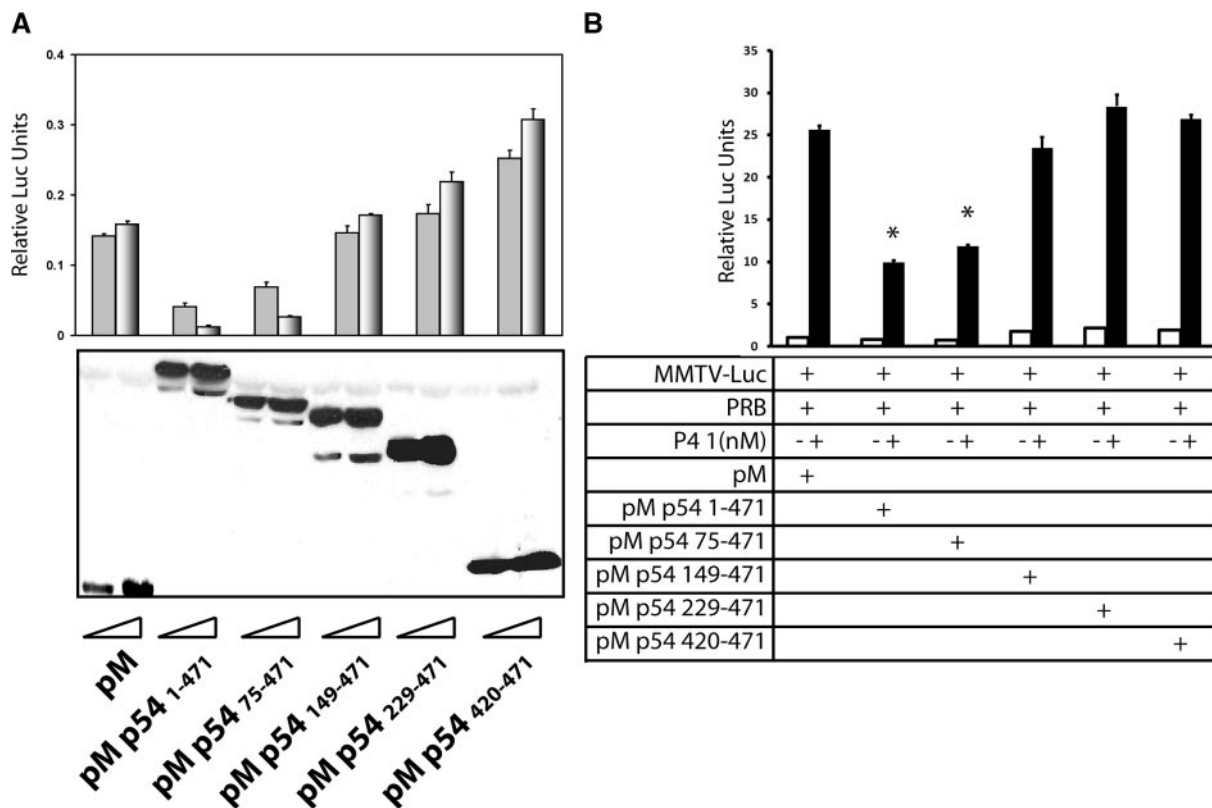 A
Relative Luc Units
0.4
0.3
0.2
0.1
0
pM
pM p54 1-471
pM p54 75-471
pM p54 149-471
pM p54 229-471
pM p54 420-471
B
Relative Luc Units
35
30
25
20
15
10
5
0
* *
MMTV-Luc + + + + + +
PRB + + + + + +
P4 1(nM) - + - + - + - + - + - +
pM +
pM p54 1-471 +
pM p54 75-471 +
pM p54 149-471 +
pM p54 229-471 +
pM p54 420-471 +